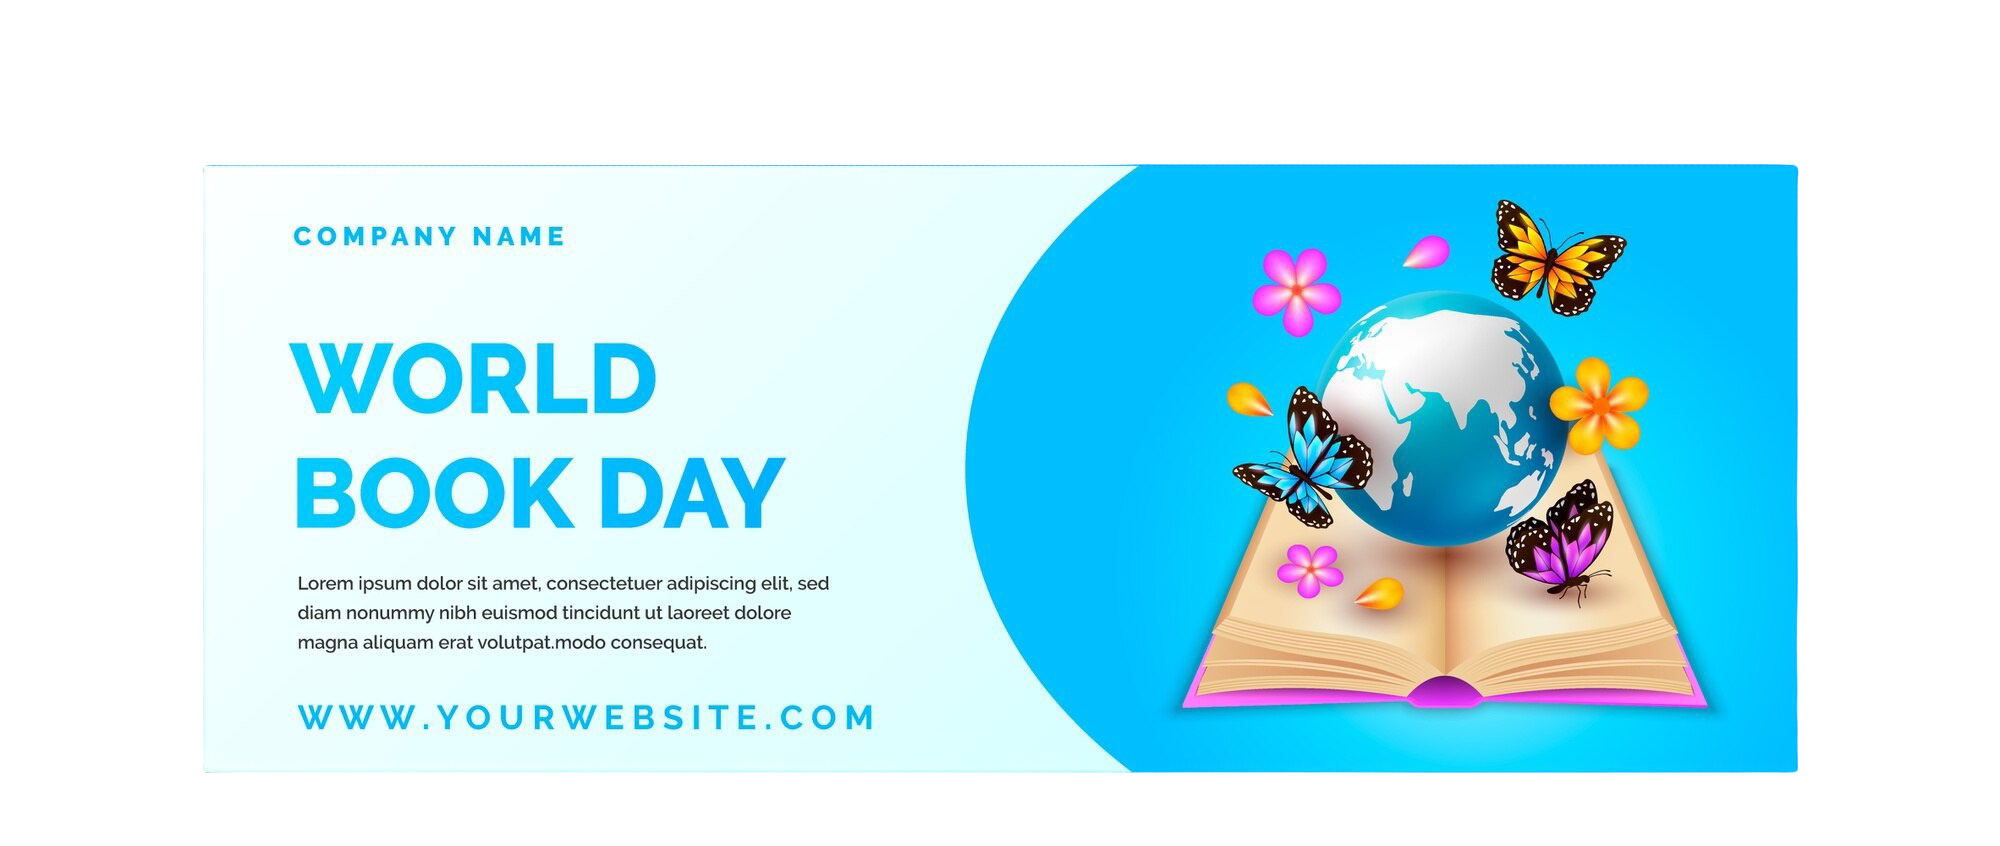 COMPANY NAME
WORLD
BOOK DAY
Lorem ipsum dolor sit amet, consectetuer adipiscing elit, sed
diam nonummy nibh euismod tincidunt ut laoreet dolore
magna aliquam erat volutpat.modo consequat.
WWW.YOURWEBSITE.COM